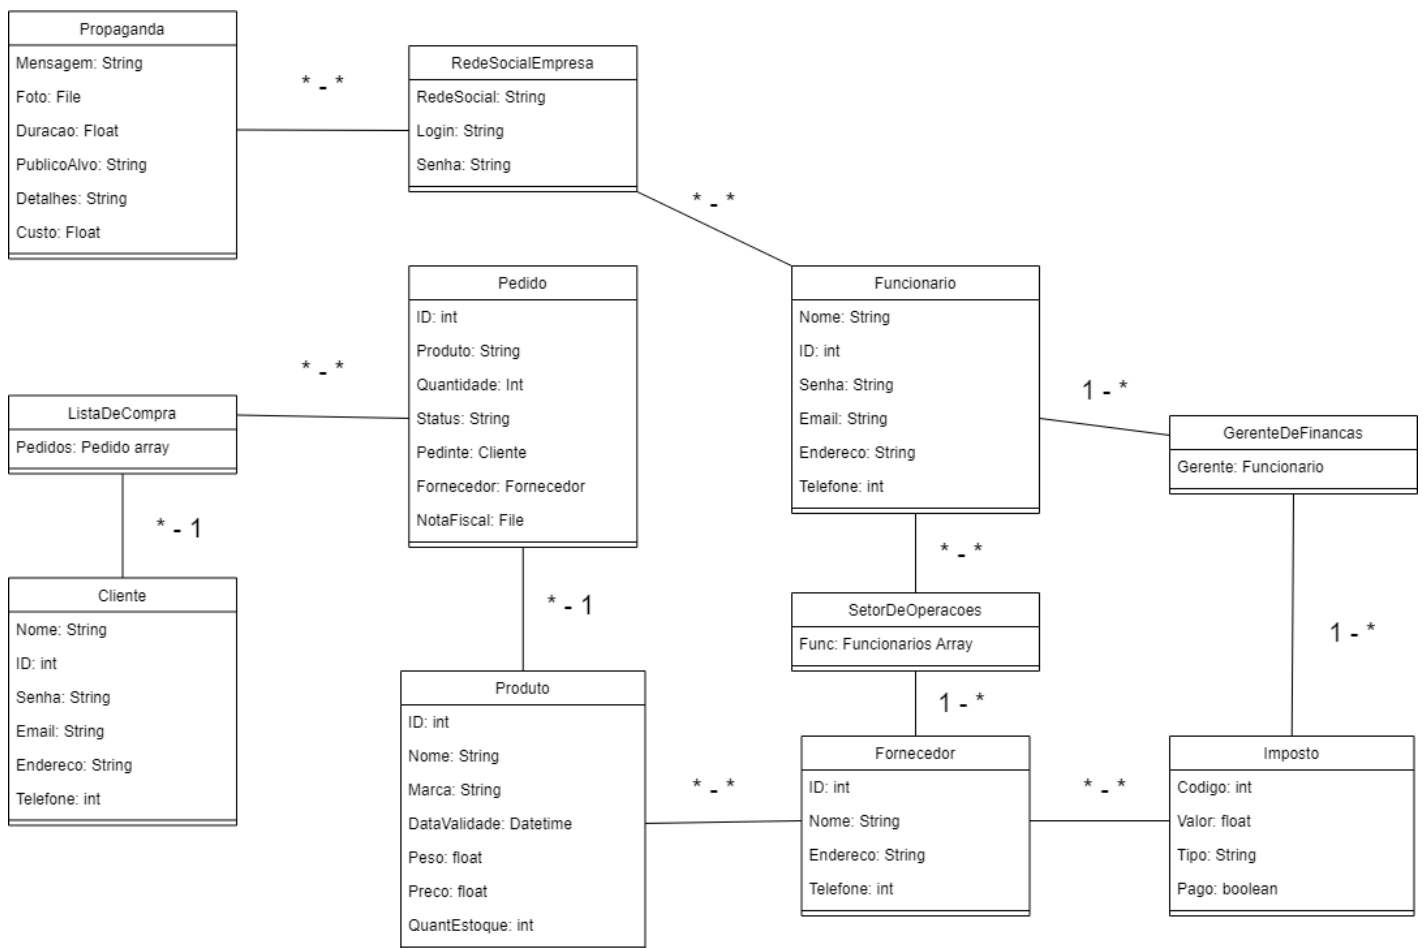 Propaganda
Mensagem: String
Foto: File
Duracao: Float
PublicoAlvo: String
Detalhes: String
Custo: Float
* - *
RedeSocialEmpresa
RedeSocial: String
Login: String
Senha: String
* - *
Pedido
ID: int
Produto: String
Quantidade: Int
Status: String
Pedinte: Cliente
Fornecedor: Fornecedor
NotaFiscal: File
* - *
ListaDeCompra
Pedidos: Pedido array
* - 1
Cliente
Nome: String
ID: int
Senha: String
Email: String
Endereco: String
Telefone: int
* - 1
Produto
ID: int
Nome: String
Marca: String
DataValidade: Datetime
Peso: float
Preco: float
QuantEstoque: int
Funcionario
Nome: String
ID: int
Senha: String
Email: String
Endereco: String
Telefone: int
1 - *
GerenteDeFinancas
Gerente: Funcionario
* - *
SetorDeOperacoes
Func: Funcionarios Array
1 - *
1 - *
Fornecedor
ID: int
Nome: String
Endereco: String
Telefone: int
* - *
* - *
Imposto
Codigo: int
Valor: float
Tipo: String
Pago: boolean